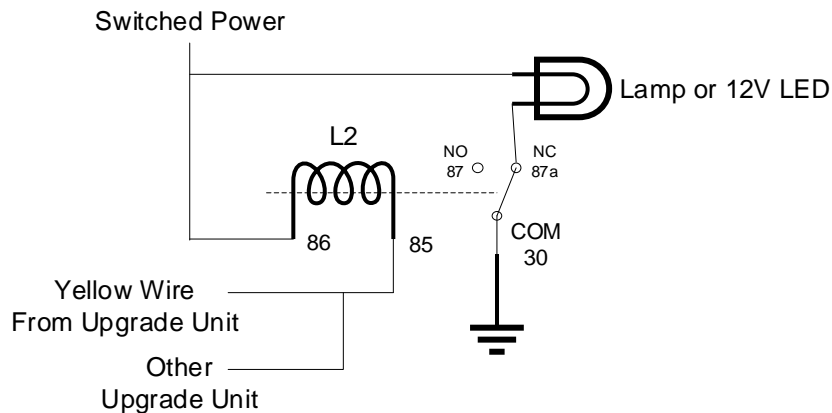 Switched Power
Lamp or 12V LED
L2
NO
87
NC
87a
86
85
COM
30
Yellow Wire
From Upgrade Unit
Other
Upgrade Unit